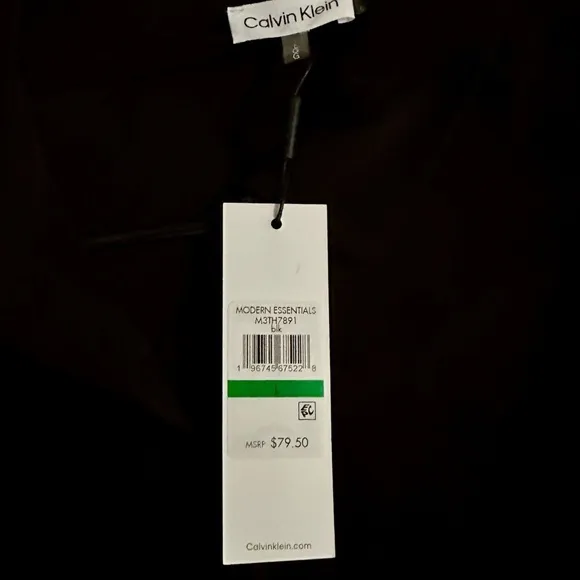 Calvin Klein
L·G·G
MODERN ESSENTIALS
M3TH7891
blk
1 96745 67522 8
L
MSRP $79.50
Calvinklein.com